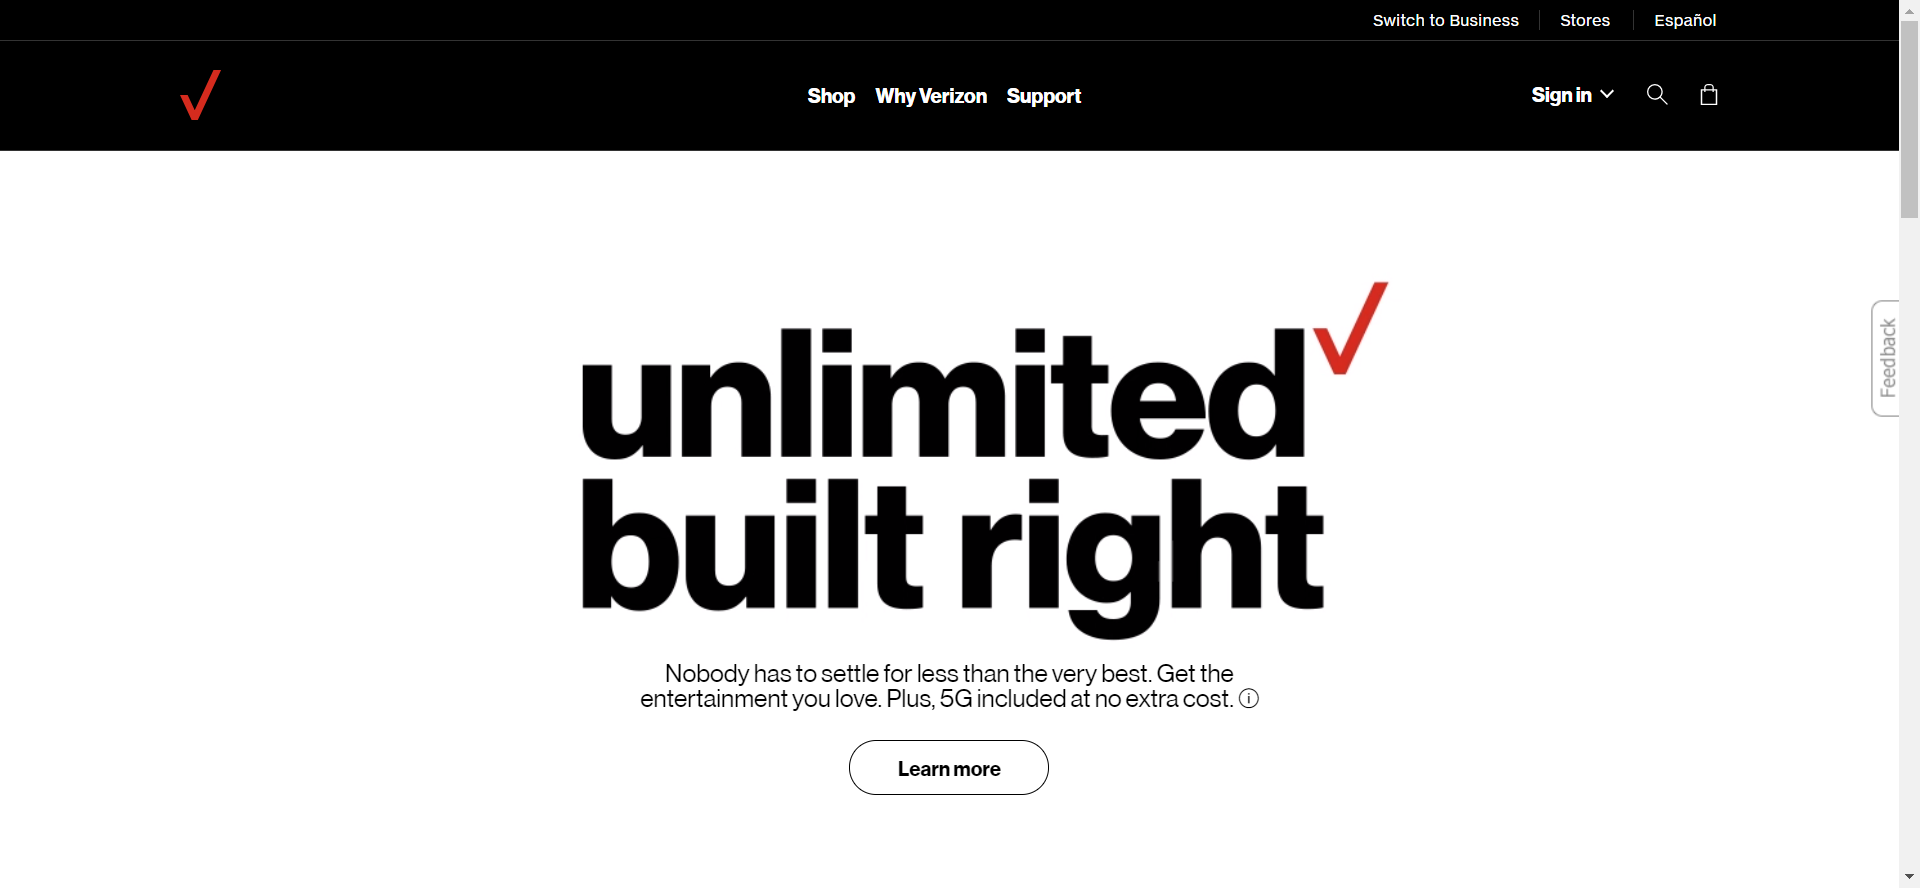 Switch to Business Stores Español
Shop Why Verizon Support Sign in
unlimited
built right
Nobody has to settle for less than the very best. Get the
entertainment you love. Plus, 5G included at no extra cost.
Learn more
Feedback